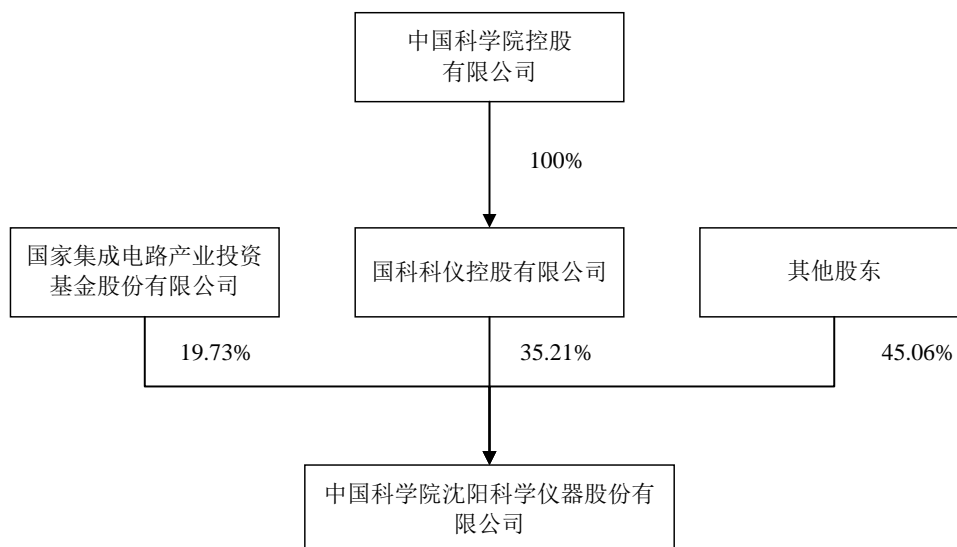 中国科学院控股
有限公司
100%
国家集成电路产业投资
基金股份有限公司
国科科仪控股有限公司
其他股东
19.73%
35.21%
45.06%
中国科学院沈阳科学仪器股份有
限公司